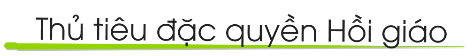 Thủ tiêu đặc quyền Hồi giáo